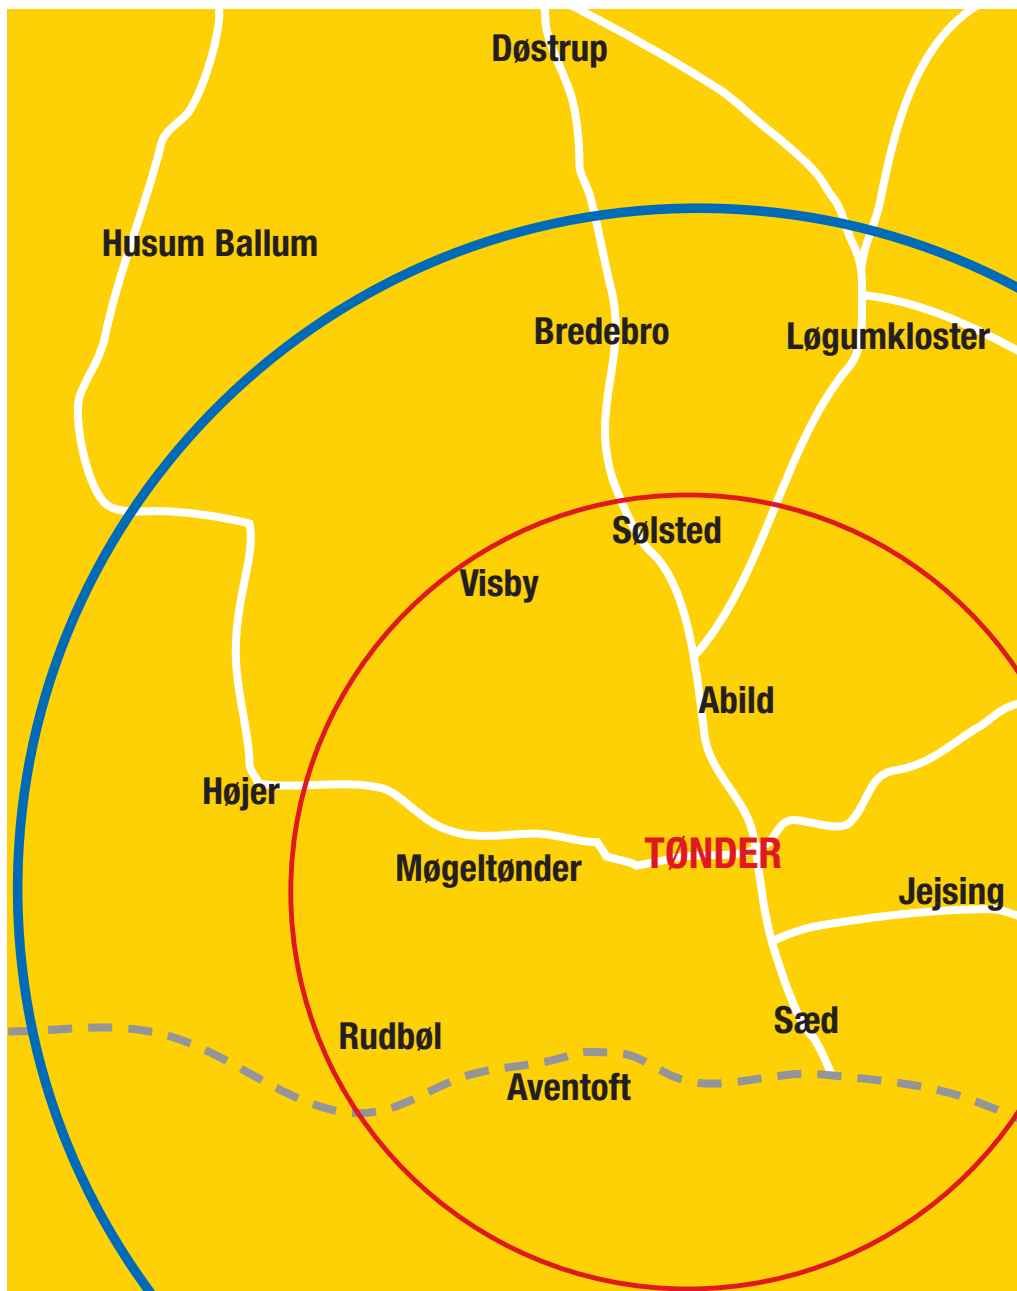 Døstrup
Husum Ballum
Bredebro
Løgumkloster
Sølsted
Visby
Abild
Højer
TØNDER
Møgeltønder
Jejsing
Sæd
Rudbøl
Aventoft